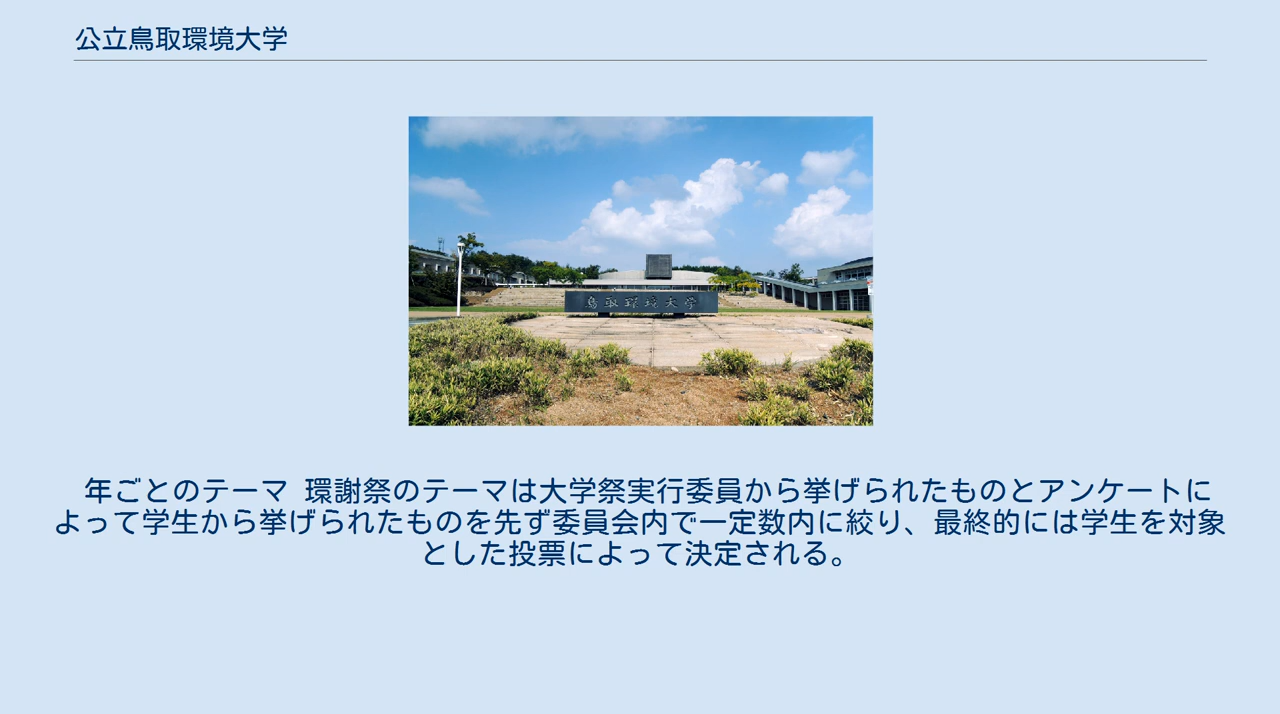 公立鳥取環境大学
鳥取環境大学
年ごとのテーマ 環謝祭のテーマは大学祭実行委員から挙げられたものとアンケートに
よって学生から挙げられたものを先ず委員会内で一定数内に絞り、最終的には学生を対象
とした投票によって決定される。